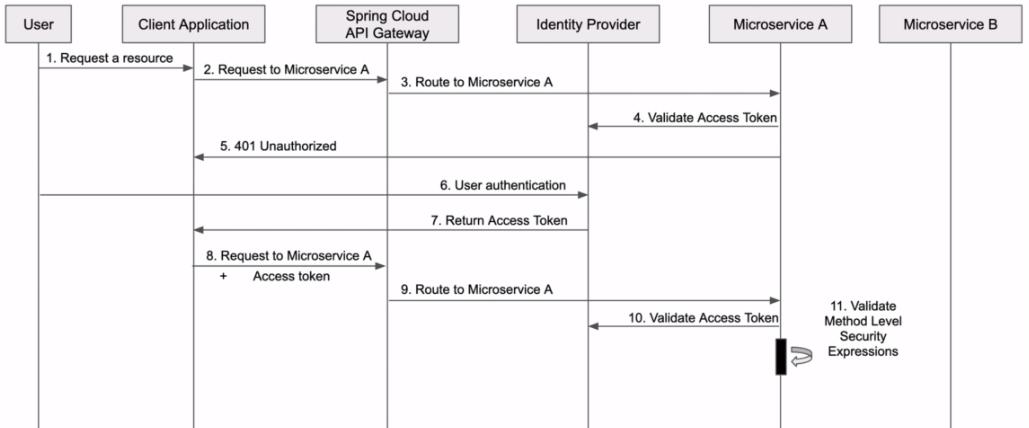 User
Client Application
Spring Cloud
API Gateway
Identity Provider
Microservice A
Microservice B
1. Request a resource
2. Request to Microservice A
3. Route to Microservice A
4. Validate Access Token
5. 401 Unauthorized
6. User authentication
7. Return Access Token
8. Request to Microservice A
+ Access token
9. Route to Microservice A
10. Validate Access Token
11. Validate
Method Level
Security
Expressions